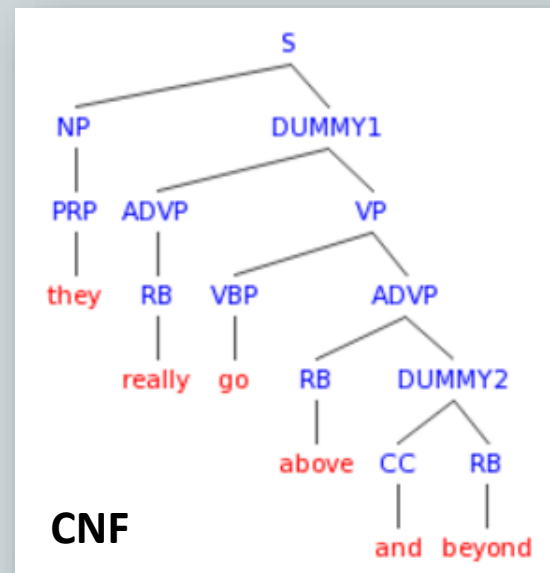 S
NP DUMMY1
PRP ADVP VP
they RB VBP ADVP
really go RB DUMMY2
above CC RB
CNF
and beyond